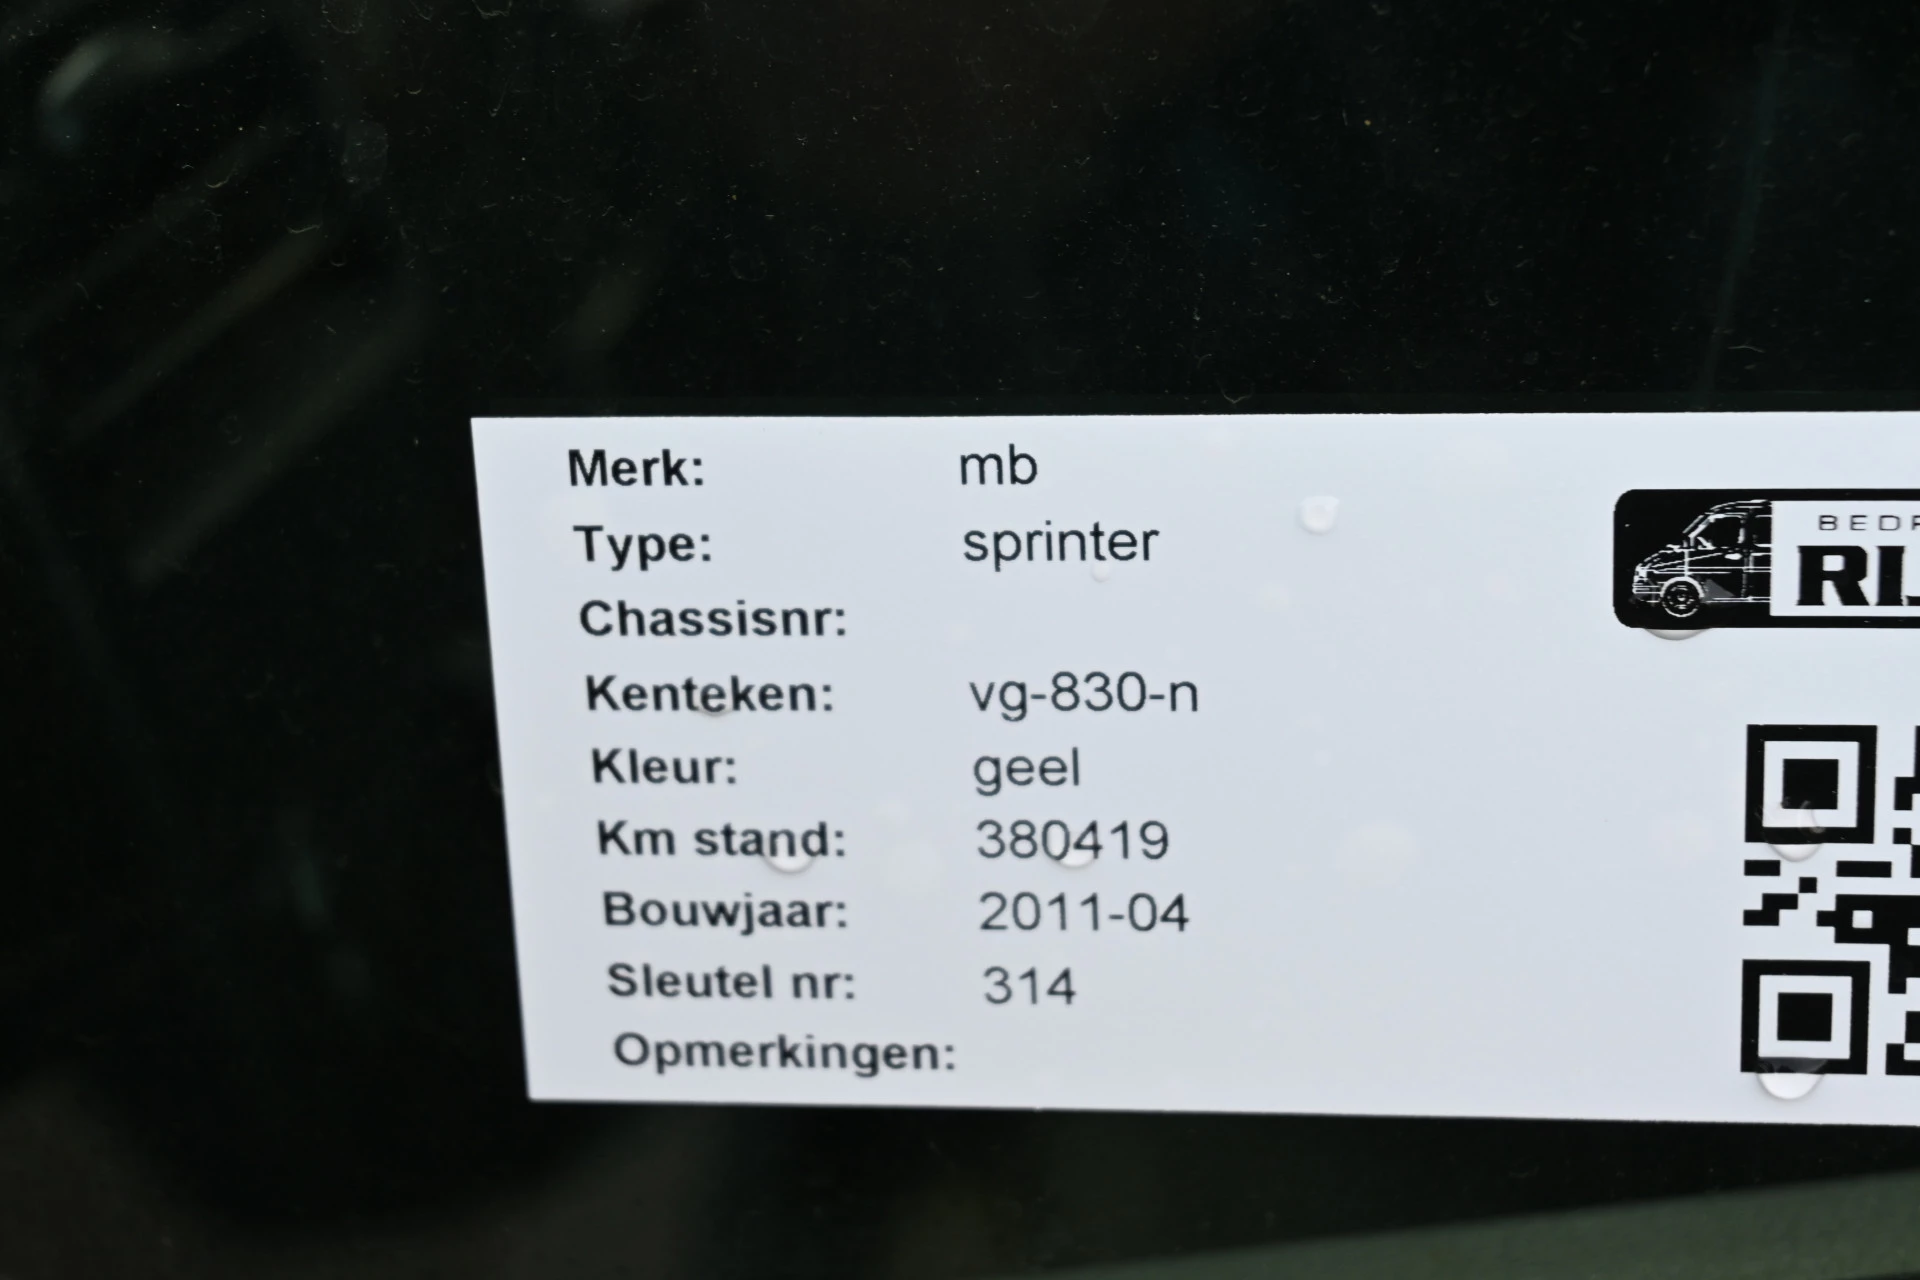 Merk: mb
Type: sprinter
Chassisnr:
Kenteken: vg-830-n
Kleur: geel
Km stand: 380419
Bouwjaar: 2011-04
Sleutel nr: 314
Opmerkingen: